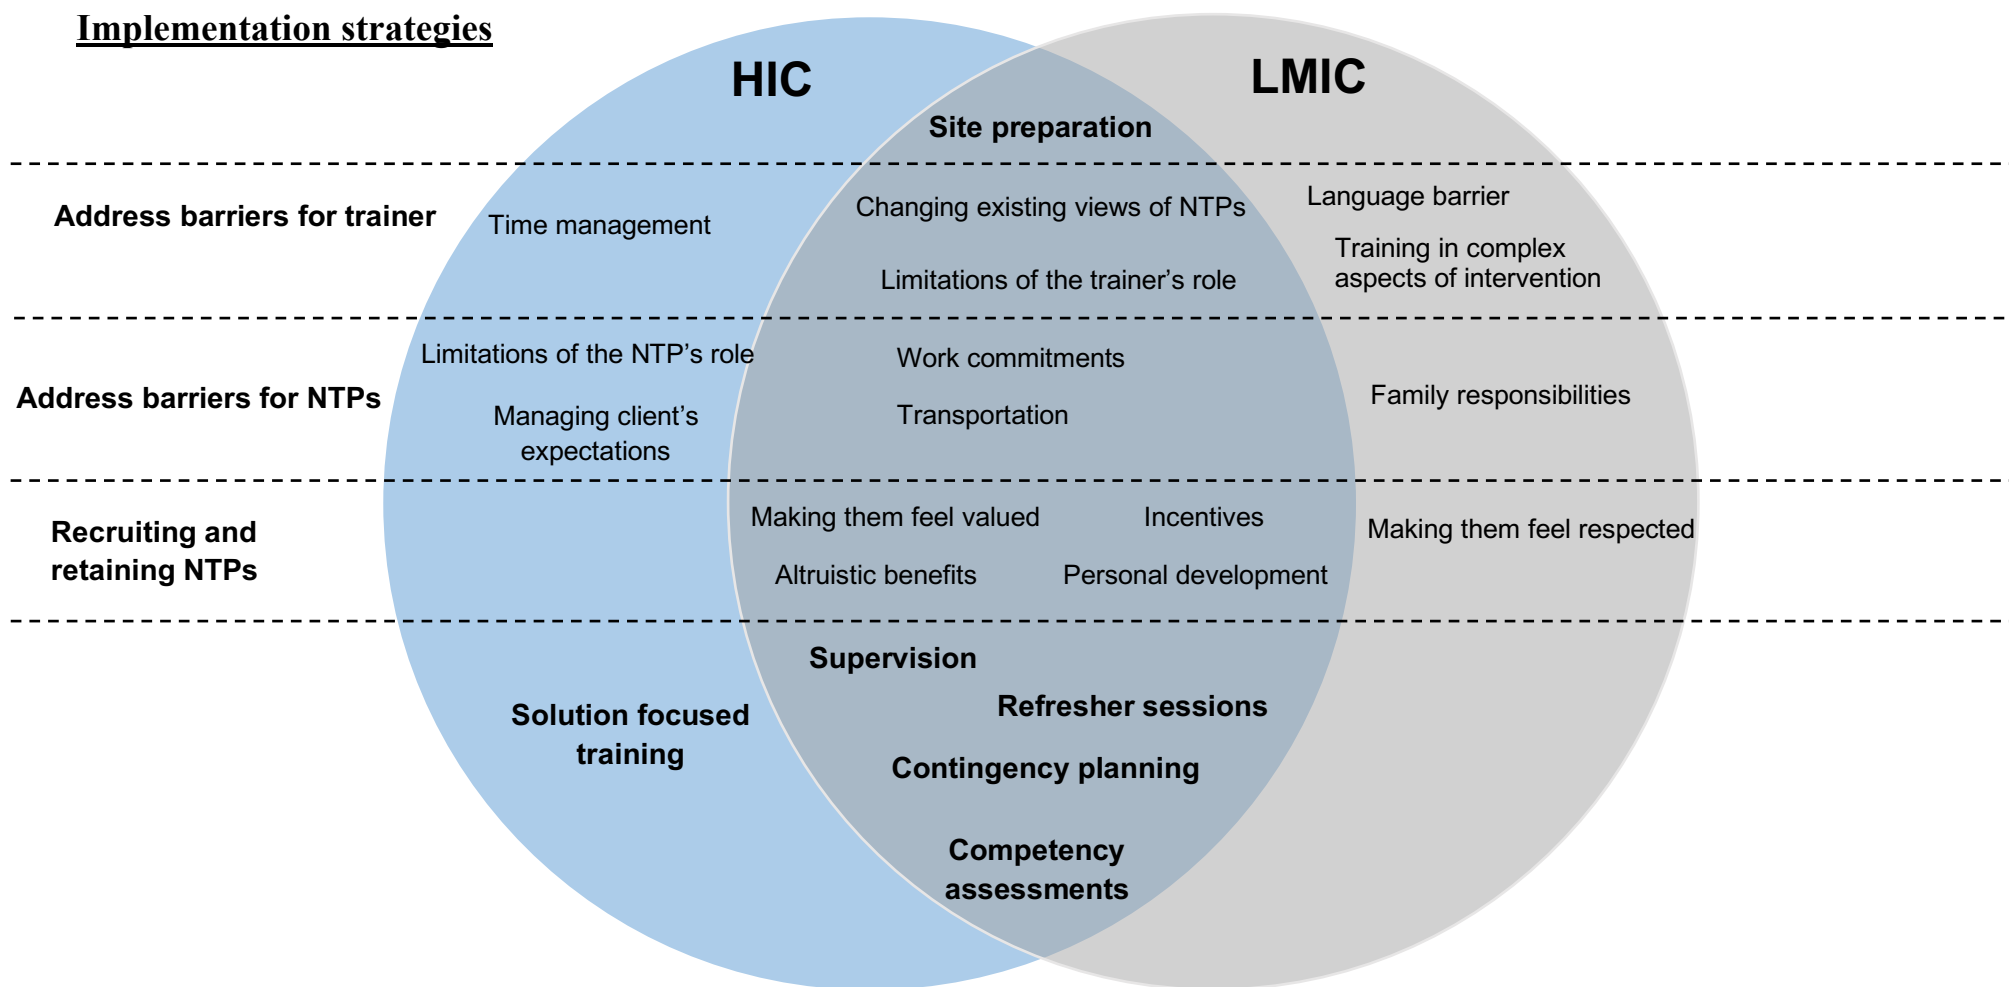 Implementation strategies
HIC
LMIC
Site preparation
Address barriers for trainer
Time management
Changing existing views of NTPs
Limitations of the trainer’s role
Language barrier
Training in complex
aspects of intervention
Address barriers for NTPs
Limitations of the NTP’s role
Managing client’s
expectations
Work commitments
Transportation
Family responsibilities
Recruiting and
retaining NTPs
Making them feel valued
Incentives
Altruistic benefits
Personal development
Making them feel respected
Solution focused
training
Supervision
Refresher sessions
Contingency planning
Competency
assessments